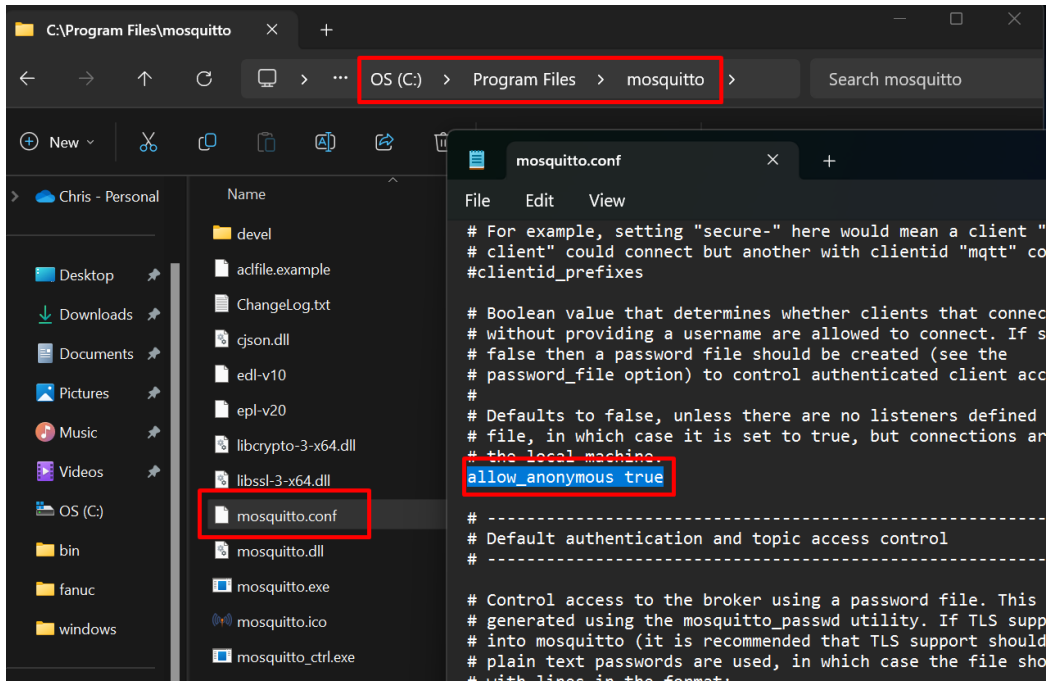 C:\Program Files\mosquitto
OS (C:) > Program Files > mosquitto >
Search mosquitto
New
Chris - Personal
Desktop
Downloads
Documents
Pictures
Music
Videos
OS (C:)
bin
fanuc
windows
Name
devel
aclfile.example
ChangeLog.txt
cjson.dll
edl-v10
epl-v20
libcrypto-3-x64.dll
libssl-3-x64.dll
mosquitto.conf
mosquitto.dll
mosquitto.exe
mosquitto.ico
mosquitto_ctrl.exe
mosquitto.conf
File Edit View
# For example, setting "secure-" here would mean a client "
# client" could connect but another with clientid "mqtt" co
#clientid_prefixes
# Boolean value that determines whether clients that connec
# without providing a username are allowed to connect. If s
# false then a password file should be created (see the
# password_file option) to control authenticated client acc
#
# Defaults to false, unless there are no listeners defined
# file, in which case it is set to true, but connections ar
# the local machine.
allow_anonymous true
# -------------------------------------------------------
# Default authentication and topic access control
# -------------------------------------------------------
# Control access to the broker using a password file. This
# generated using the mosquitto_passwd utility. If TLS supp
# into mosquitto (it is recommended that TLS support should
# plain text passwords are used, in which case the file sho
# with lines in the format: